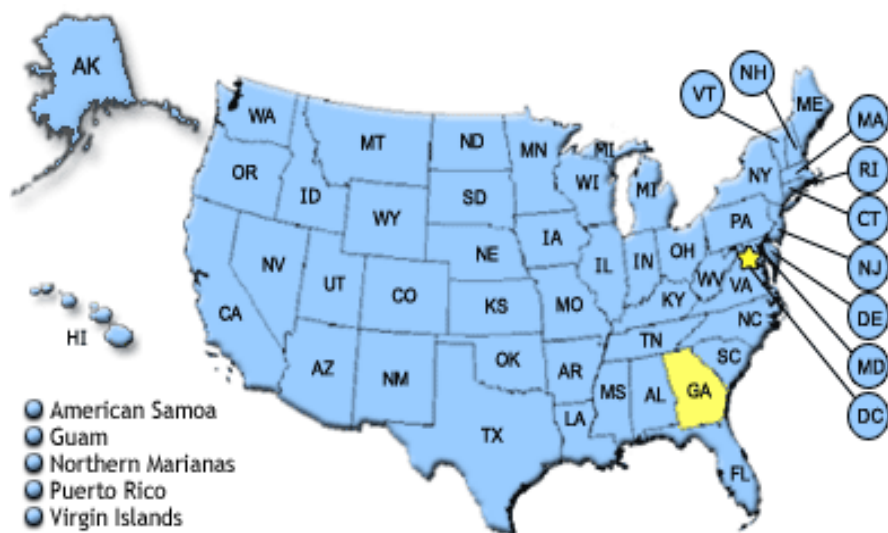 AK
VT
NH
ME
MA
WA
MT
ND
MN
MI
WI
MI
NY
RI
OR
ID
SD
CT
WY
PA
IA
NE
OH
NJ
NV
UT
IL
IN
WV
VA
CA
CO
KS
MO
KY
DE
HI
NC
TN
AZ
NM
OK
AR
SC
MD
MS
AL
GA
TX
LA
DC
FL
American Samoa
Guam
Northern Marianas
Puerto Rico
Virgin Islands